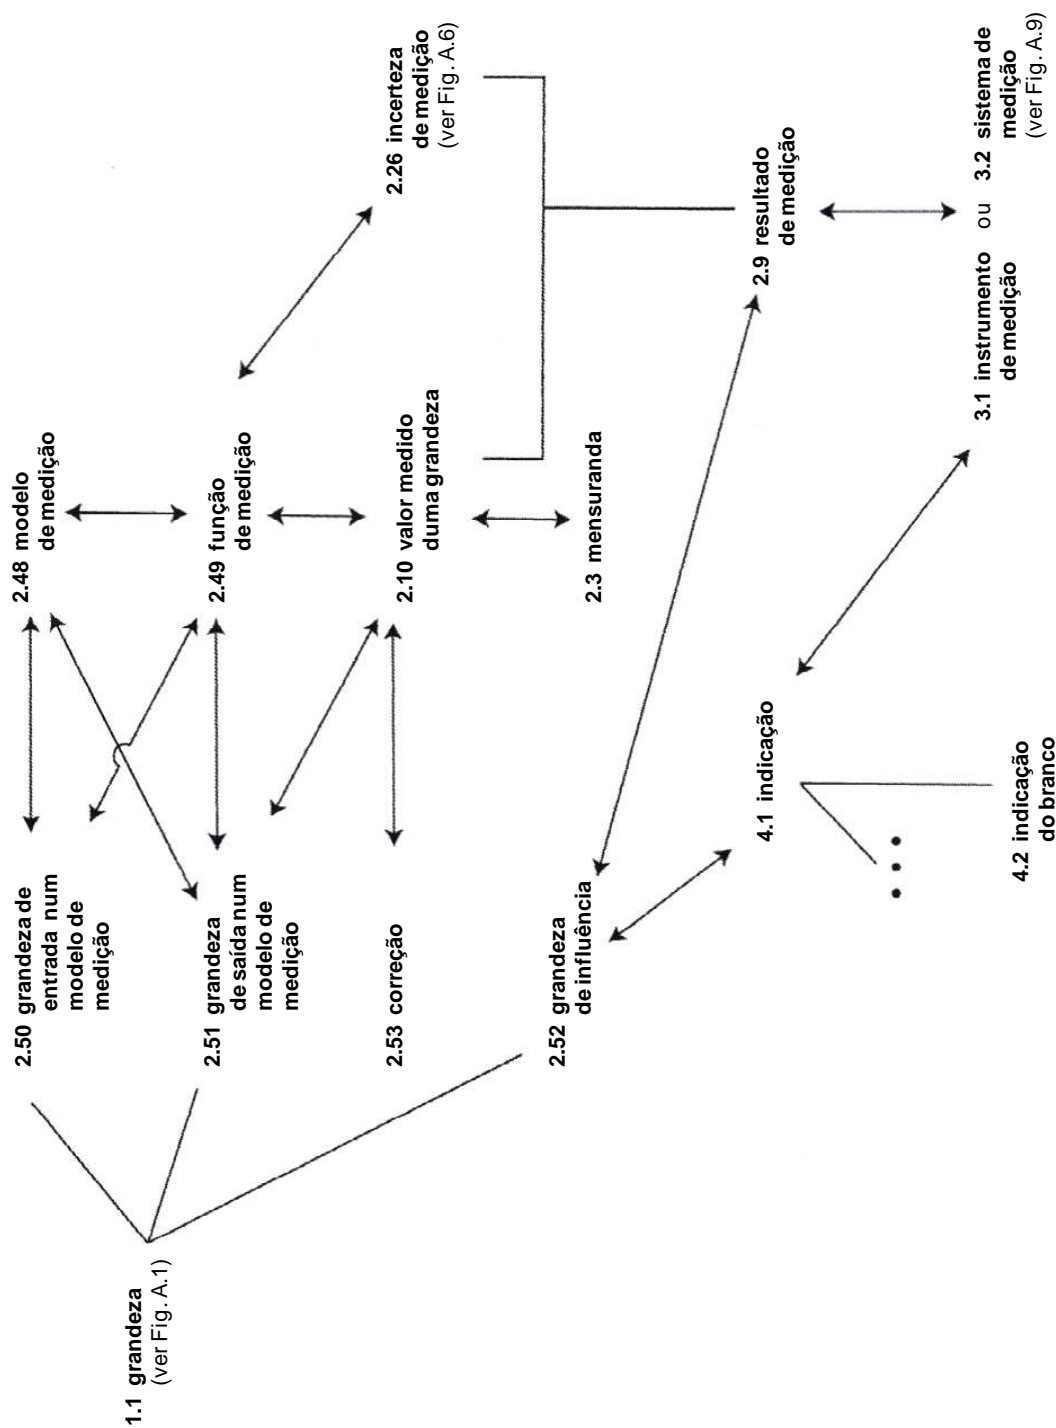 1.1 grandeza
(ver Fig. A.1)
2.50 grandeza de
entrada num
modelo de
medição
2.51 grandeza
de saída num
modelo de
medição
2.53 correção
2.52 grandeza
de influência
2.48 modelo
de medição
2.49 função
de medição
2.10 valor medido
duma grandeza
2.3 mensuranda
2.26 incerteza
de medição
(ver Fig. A.6)
2.9 resultado
de medição
4.1 indicação
4.2 indicação
do branco
3.1 instrumento ou 3.2 sistema de
de medição medição
(ver Fig. A.9)